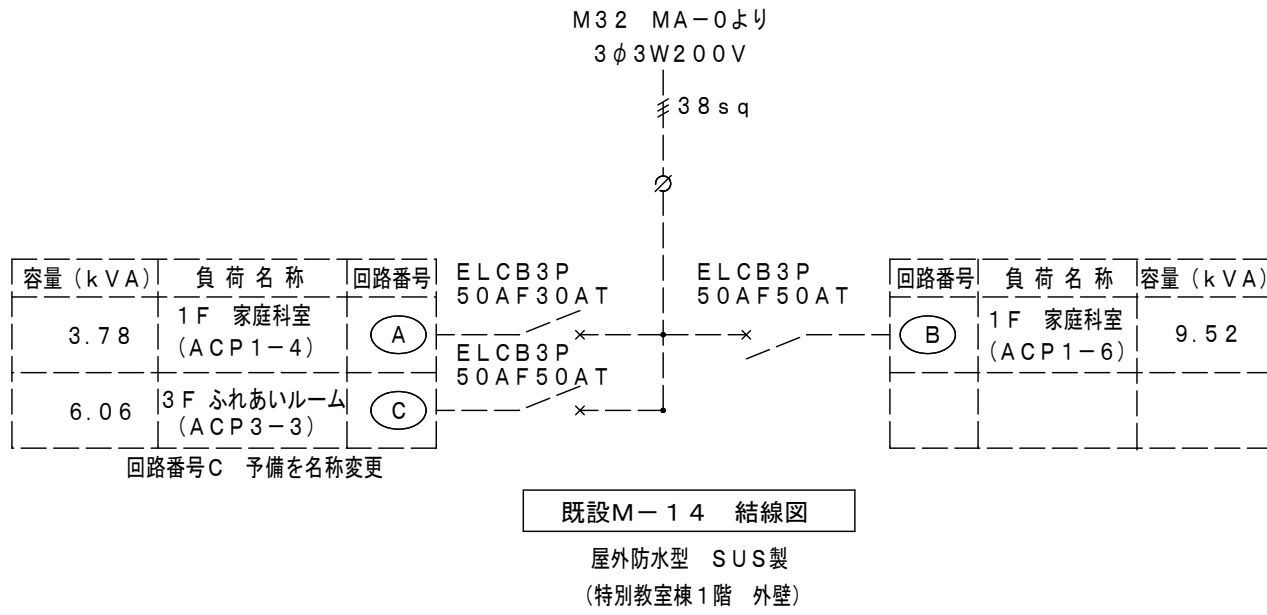 M32 MA-0より
3φ3W200V
38sq
容量(kVA) 負荷名称 回路番号
3.78 1F 家庭科室
(ACP1-4) A
6.06 3F ふれあいルーム
(ACP3-3) C
ELCB3P
50AF30AT
ELCB3P
50AF50AT
ELCB3P
50AF50AT
回路番号 負荷名称 容量(kVA)
B 1F 家庭科室
(ACP1-6) 9.52
回路番号C 予備を名称変更
既設M-14 結線図
屋外防水型 SUS製
(特別教室棟1階 外壁)